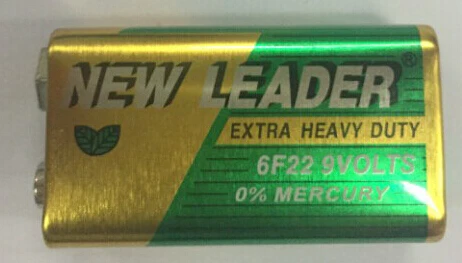 NEW LEADER®
EXTRA HEAVY DUTY
6F22 9VOLTS
0% MERCURY